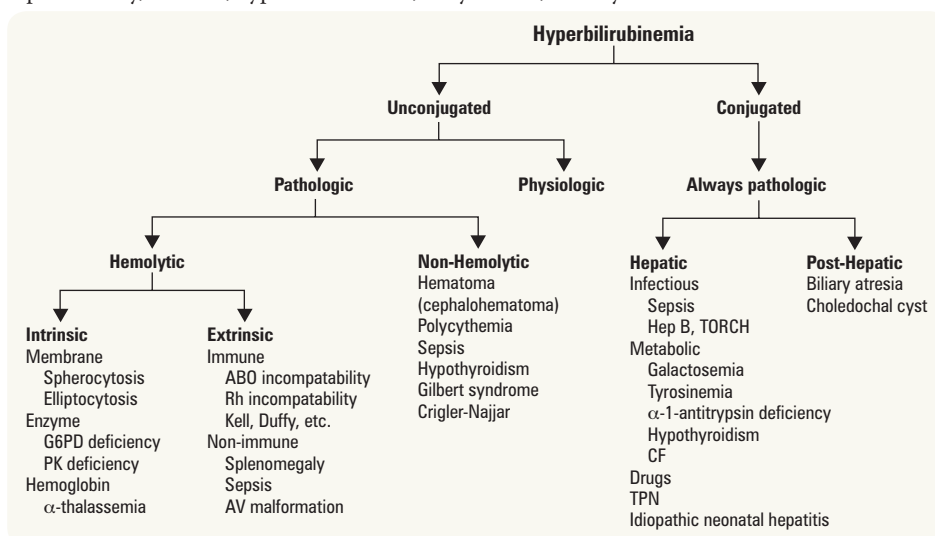 Hyperbilirubinemia
Unconjugated
Conjugated
Pathologic
Physiologic
Always pathologic
Hemolytic
Intrinsic
Membrane
Spherocytosis
Elliptocytosis
Enzyme
G6PD deficiency
PK deficiency
Hemoglobin
α-thalassemia
Extrinsic
Immune
ABO incompatability
Rh incompatability
Kell, Duffy, etc.
Non-immune
Splenomegaly
Sepsis
AV malformation
Non-Hemolytic
Hematoma
(cephalohematoma)
Polycythemia
Sepsis
Hypothyroidism
Gilbert syndrome
Crigler-Najjar
Hepatic
Infectious
Sepsis
Hep B, TORCH
Metabolic
Galactosemia
Tyrosinemia
α-1-antitrypsin deficiency
Hypothyroidism
CF
Drugs
TPN
Idiopathic neonatal hepatitis
Post-Hepatic
Biliary atresia
Choledochal cyst